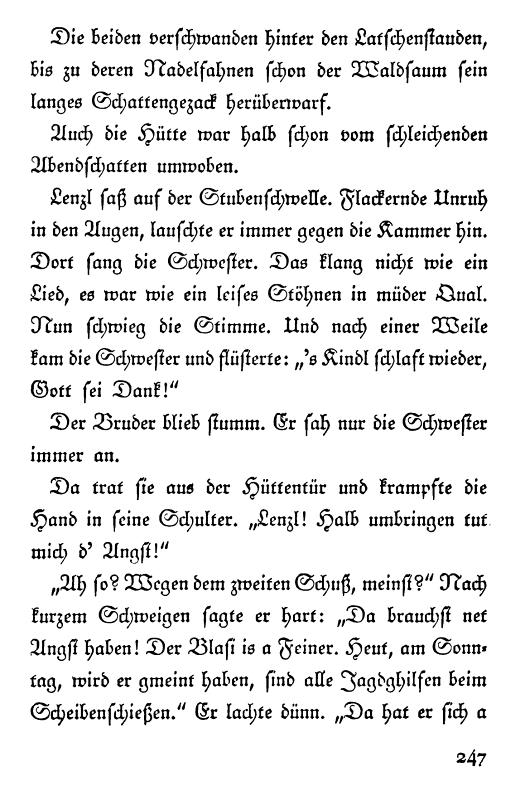 Die beiden verschwanden hinter den Latschenstauden,
bis zu deren Nadelfahnen schon der Waldsaum sein
langes Schattengezack herüberwarf.
Auch die Hütte war halb schon vom schleichenden
Abendschatten umwoben.
Lenzl saß auf der Stubenschwelle. Flackernde Unruh
in den Augen, lauschte er immer gegen die Kammer hin.
Dort sang die Schwester. Das klang nicht wie ein
Lied, es war wie ein leises Stöhnen in müder Qual.
Nun schwieg die Stimme. Und nach einer Weile
kam die Schwester und flüsterte: „’s Kindl schlaft wieder,
Gott sei Dank!“
Der Bruder blieb stumm. Er sah nur die Schwester
immer an.
Da trat sie aus der Hüttentür und krampfte die
Hand in seine Schulter. „Lenzl! Halb umbringen tut
mich d’ Angst!“
„Ah so? Wegen dem zweiten Schuß, meinst?“ Nach
kurzem Schweigen sagte er hart: „Da brauchst net
Angst haben! Der Blasi is a Feiner. Heut, am Sonn-
tag, wird er gmeint haben, sind alle Jagdghilfen beim
Scheibenschießen.“ Er lachte dünn. „Da hat er sich a
247